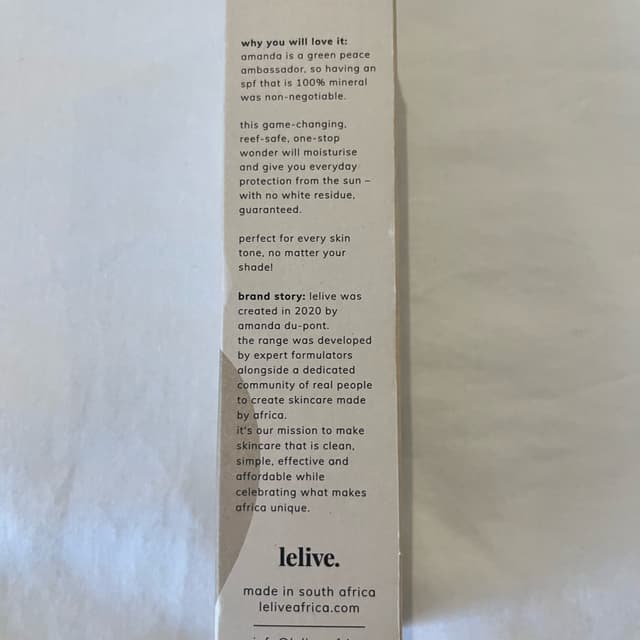 why you will love it:
amanda is a green peace
ambassador, so having an
spf that is 100% mineral
was non-negotiable.
this game-changing,
reef-safe, one-stop
wonder will moisturise
and give you everyday
protection from the sun –
with no white residue,
guaranteed.
perfect for every skin
tone, no matter your
shade!
brand story: lelive was
created in 2020 by
amanda du-pont.
the range was developed
by expert formulators
alongside a dedicated
community of real people
to create skincare made
by africa.
it's our mission to make
skincare that is clean,
simple, effective and
affordable while
celebrating what makes
africa unique.
lelive.
made in south africa
leliveafrica.com